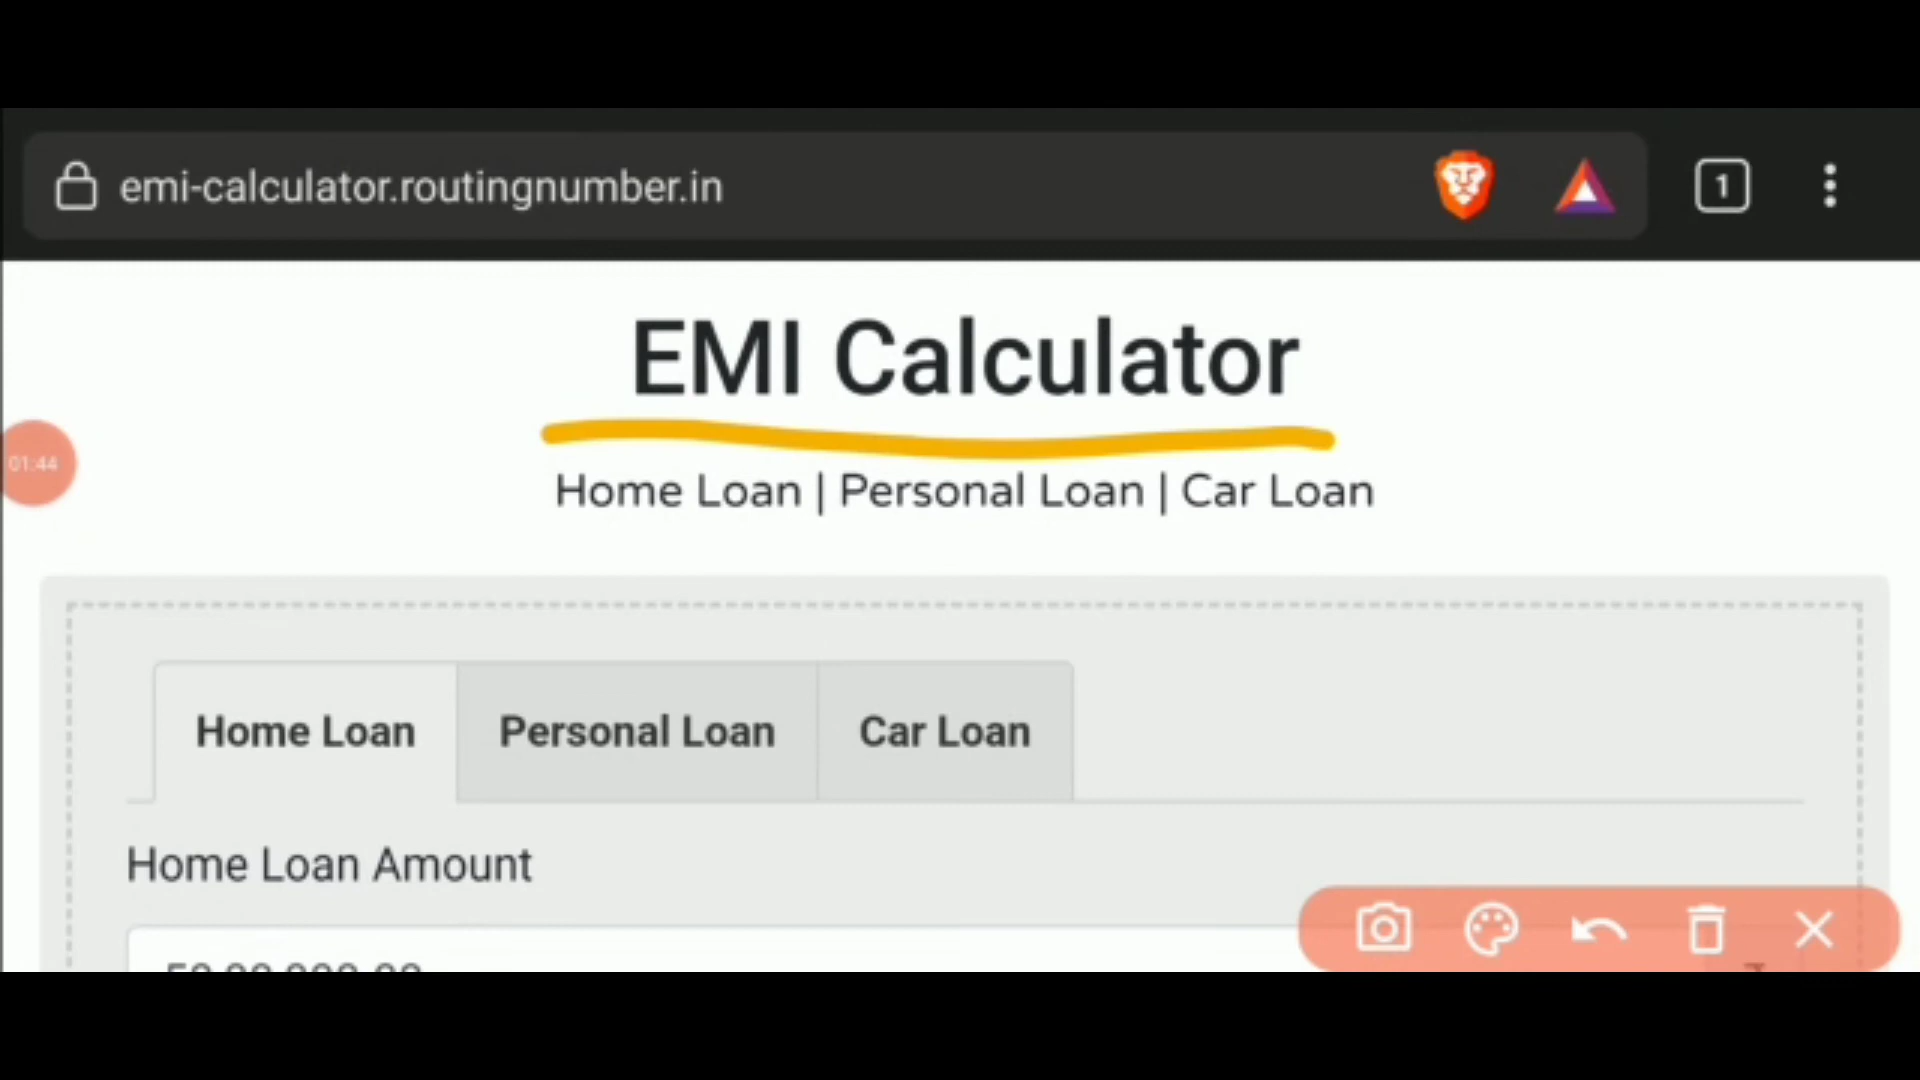 emi-calculator.routingnumber.in
1
EMI Calculator
01:44
Home Loan | Personal Loan | Car Loan
Home Loan
Personal Loan
Car Loan
Home Loan Amount